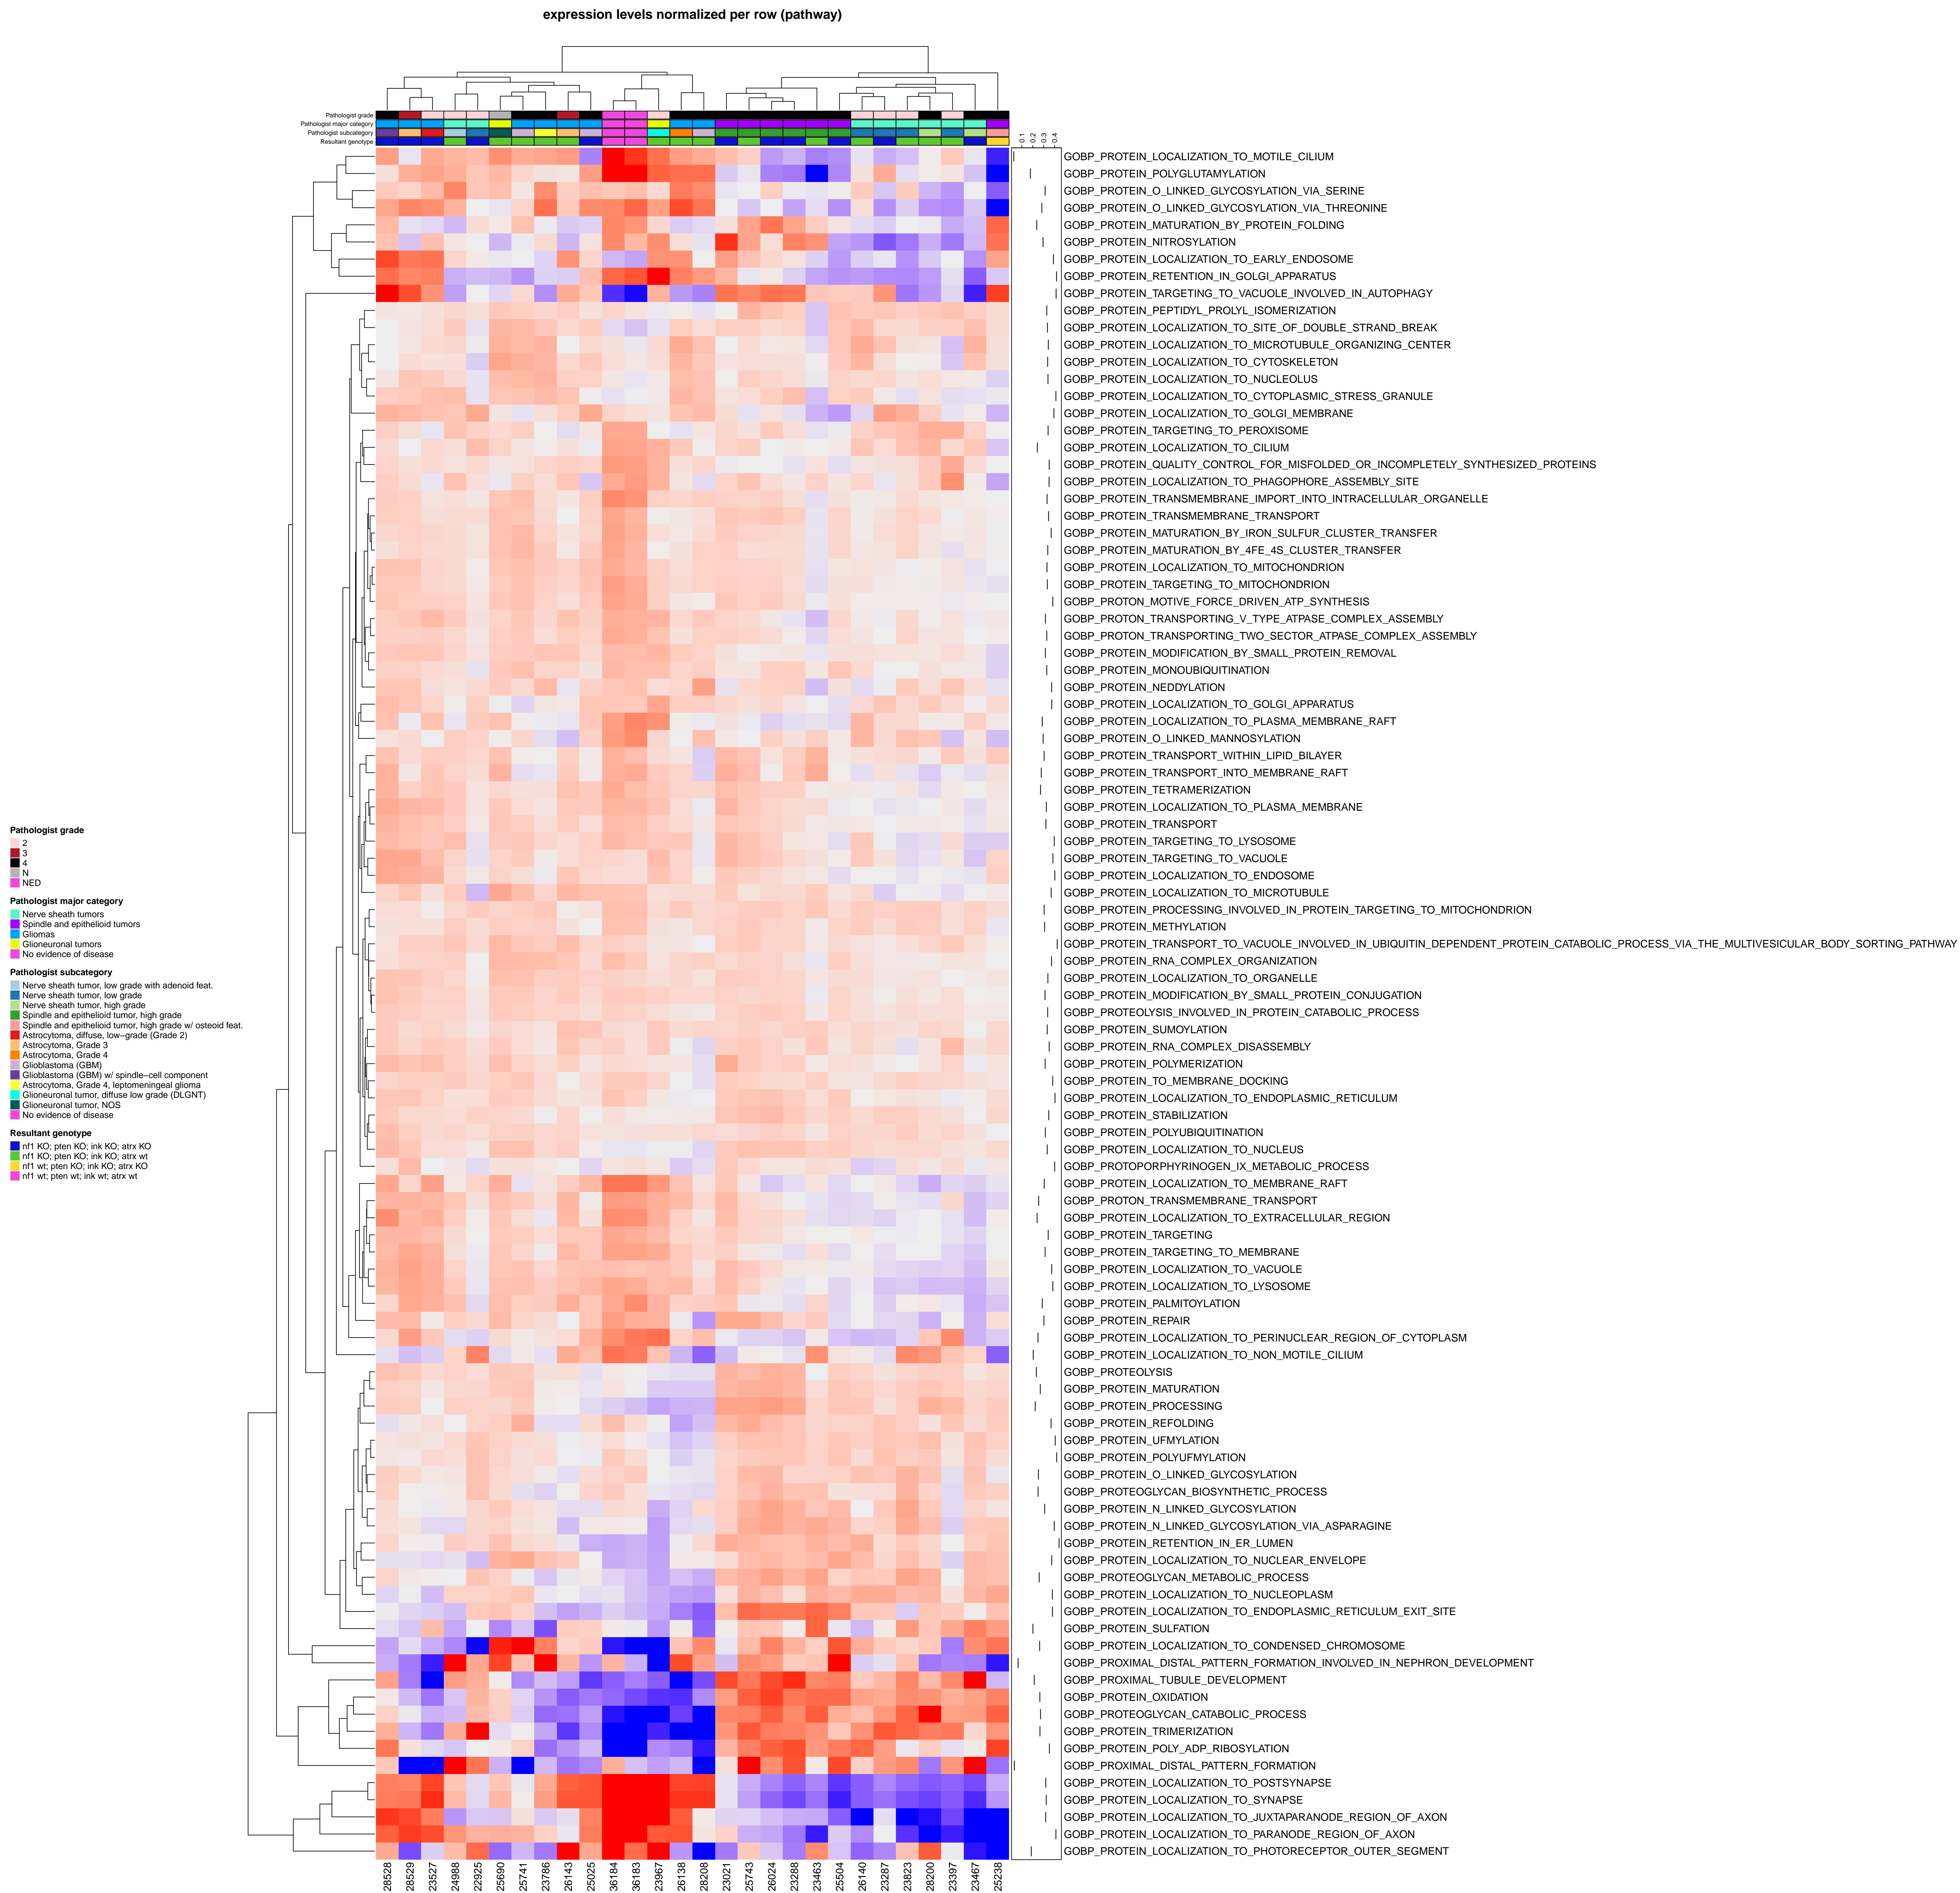 expression levels normalized per row (pathway)
Pathologist grade
Pathologist major category
Pathologist subcategory
Resultant genotype
0.1
0.2
0.3
0.4
GOBP_PROTEIN_LOCALIZATION_TO_MOTILE_CILIUM
GOBP_PROTEIN_POLYGLUTAMYLATION
GOBP_PROTEIN_O_LINKED_GLYCOSYLATION_VIA_SERINE
GOBP_PROTEIN_O_LINKED_GLYCOSYLATION_VIA_THREONINE
GOBP_PROTEIN_MATURATION_BY_PROTEIN_FOLDING
GOBP_PROTEIN_NITROSYLATION
GOBP_PROTEIN_LOCALIZATION_TO_EARLY_ENDOSOME
GOBP_PROTEIN_RETENTION_IN_GOLGI_APPARATUS
GOBP_PROTEIN_TARGETING_TO_VACUOLE_INVOLVED_IN_AUTOPHAGY
GOBP_PROTEIN_PEPTIDYL_PROLYL_ISOMERIZATION
GOBP_PROTEIN_LOCALIZATION_TO_SITE_OF_DOUBLE_STRAND_BREAK
GOBP_PROTEIN_LOCALIZATION_TO_MICROTUBULE_ORGANIZING_CENTER
GOBP_PROTEIN_LOCALIZATION_TO_CYTOSKELETON
GOBP_PROTEIN_LOCALIZATION_TO_NUCLEOLUS
GOBP_PROTEIN_LOCALIZATION_TO_CYTOPLASMIC_STRESS_GRANULE
GOBP_PROTEIN_LOCALIZATION_TO_GOLGI_MEMBRANE
GOBP_PROTEIN_TARGETING_TO_PEROXISOME
GOBP_PROTEIN_LOCALIZATION_TO_CILIUM
GOBP_PROTEIN_QUALITY_CONTROL_FOR_MISFOLDED_OR_INCOMPLETELY_SYNTHESIZED_PROTEINS
GOBP_PROTEIN_LOCALIZATION_TO_PHAGOPHORE_ASSEMBLY_SITE
GOBP_PROTEIN_TRANSMEMBRANE_IMPORT_INTO_INTRACELLULAR_ORGANELLE
GOBP_PROTEIN_TRANSMEMBRANE_TRANSPORT
GOBP_PROTEIN_MATURATION_BY_IRON_SULFUR_CLUSTER_TRANSFER
GOBP_PROTEIN_MATURATION_BY_4FE_4S_CLUSTER_TRANSFER
GOBP_PROTEIN_LOCALIZATION_TO_MITOCHONDRION
GOBP_PROTEIN_TARGETING_TO_MITOCHONDRION
GOBP_PROTON_MOTIVE_FORCE_DRIVEN_ATP_SYNTHESIS
GOBP_PROTON_TRANSPORTING_V_TYPE_ATPASE_COMPLEX_ASSEMBLY
GOBP_PROTON_TRANSPORTING_TWO_SECTOR_ATPASE_COMPLEX_ASSEMBLY
GOBP_PROTEIN_MODIFICATION_BY_SMALL_PROTEIN_REMOVAL
GOBP_PROTEIN_MONOUBIQUITINATION
GOBP_PROTEIN_NEDDYLATION
GOBP_PROTEIN_LOCALIZATION_TO_GOLGI_APPARATUS
GOBP_PROTEIN_LOCALIZATION_TO_PLASMA_MEMBRANE_RAFT
GOBP_PROTEIN_O_LINKED_MANNOSYLATION
GOBP_PROTEIN_TRANSPORT_WITHIN_LIPID_BILAYER
GOBP_PROTEIN_TRANSPORT_INTO_MEMBRANE_RAFT
GOBP_PROTEIN_TETRAMERIZATION
GOBP_PROTEIN_LOCALIZATION_TO_PLASMA_MEMBRANE
GOBP_PROTEIN_TRANSPORT
GOBP_PROTEIN_TARGETING_TO_LYSOSOME
GOBP_PROTEIN_TARGETING_TO_VACUOLE
GOBP_PROTEIN_LOCALIZATION_TO_ENDOSOME
GOBP_PROTEIN_LOCALIZATION_TO_MICROTUBULE
GOBP_PROTEIN_PROCESSING_INVOLVED_IN_PROTEIN_TARGETING_TO_MITOCHONDRION
GOBP_PROTEIN_METHYLATION
GOBP_PROTEIN_TRANSPORT_TO_VACUOLE_INVOLVED_IN_UBIQUITIN_DEPENDENT_PROTEIN_CATABOLIC_PROCESS_VIA_THE_MULTIVESICULAR_BODY_SORTING_PATHWAY
GOBP_PROTEIN_RNA_COMPLEX_ORGANIZATION
GOBP_PROTEIN_LOCALIZATION_TO_ORGANELLE
GOBP_PROTEIN_MODIFICATION_BY_SMALL_PROTEIN_CONJUGATION
GOBP_PROTEOLYSIS_INVOLVED_IN_PROTEIN_CATABOLIC_PROCESS
GOBP_PROTEIN_SUMOYLATION
GOBP_PROTEIN_RNA_COMPLEX_DISASSEMBLY
GOBP_PROTEIN_POLYMERIZATION
GOBP_PROTEIN_TO_MEMBRANE_DOCKING
GOBP_PROTEIN_LOCALIZATION_TO_ENDOPLASMIC_RETICULUM
GOBP_PROTEIN_STABILIZATION
GOBP_PROTEIN_POLYUBIQUITINATION
GOBP_PROTEIN_LOCALIZATION_TO_NUCLEUS
GOBP_PROTOPORPHYRINOGEN_IX_METABOLIC_PROCESS
GOBP_PROTEIN_LOCALIZATION_TO_MEMBRANE_RAFT
GOBP_PROTON_TRANSMEMBRANE_TRANSPORT
GOBP_PROTEIN_LOCALIZATION_TO_EXTRACELLULAR_REGION
GOBP_PROTEIN_TARGETING
GOBP_PROTEIN_TARGETING_TO_MEMBRANE
GOBP_PROTEIN_LOCALIZATION_TO_VACUOLE
GOBP_PROTEIN_LOCALIZATION_TO_LYSOSOME
GOBP_PROTEIN_PALMITOYLATION
GOBP_PROTEIN_REPAIR
GOBP_PROTEIN_LOCALIZATION_TO_PERINUCLEAR_REGION_OF_CYTOPLASM
GOBP_PROTEIN_LOCALIZATION_TO_NON_MOTILE_CILIUM
GOBP_PROTEOLYSIS
GOBP_PROTEIN_MATURATION
GOBP_PROTEIN_PROCESSING
GOBP_PROTEIN_REFOLDING
GOBP_PROTEIN_UFMYLATION
GOBP_PROTEIN_POLYUFMYLATION
GOBP_PROTEIN_O_LINKED_GLYCOSYLATION
GOBP_PROTEOGLYCAN_BIOSYNTHETIC_PROCESS
GOBP_PROTEIN_N_LINKED_GLYCOSYLATION
GOBP_PROTEIN_N_LINKED_GLYCOSYLATION_VIA_ASPARAGINE
GOBP_PROTEIN_RETENTION_IN_ER_LUMEN
GOBP_PROTEIN_LOCALIZATION_TO_NUCLEAR_ENVELOPE
GOBP_PROTEOGLYCAN_METABOLIC_PROCESS
GOBP_PROTEIN_LOCALIZATION_TO_NUCLEOPLASM
GOBP_PROTEIN_LOCALIZATION_TO_ENDOPLASMIC_RETICULUM_EXIT_SITE
GOBP_PROTEIN_SULFATION
GOBP_PROTEIN_LOCALIZATION_TO_CONDENSED_CHROMOSOME
GOBP_PROXIMAL_DISTAL_PATTERN_FORMATION_INVOLVED_IN_NEPHRON_DEVELOPMENT
GOBP_PROXIMAL_TUBULE_DEVELOPMENT
GOBP_PROTEIN_OXIDATION
GOBP_PROTEOGLYCAN_CATABOLIC_PROCESS
GOBP_PROTEIN_TRIMERIZATION
GOBP_PROTEIN_POLY_ADP_RIBOSYLATION
GOBP_PROXIMAL_DISTAL_PATTERN_FORMATION
GOBP_PROTEIN_LOCALIZATION_TO_POSTSYNAPSE
GOBP_PROTEIN_LOCALIZATION_TO_SYNAPSE
GOBP_PROTEIN_LOCALIZATION_TO_JUXTAPARANODE_REGION_OF_AXON
GOBP_PROTEIN_LOCALIZATION_TO_PARANODE_REGION_OF_AXON
GOBP_PROTEIN_LOCALIZATION_TO_PHOTORECEPTOR_OUTER_SEGMENT
Pathologist grade
2
3
4
N
NED
Pathologist major category
Nerve sheath tumors
Spindle and epithelioid tumors
Gliomas
Glioneuronal tumors
No evidence of disease
Pathologist subcategory
Nerve sheath tumor, low grade with adenoid feat.
Nerve sheath tumor, low grade
Nerve sheath tumor, high grade
Spindle and epithelioid tumor, high grade
Spindle and epithelioid tumor, high grade w/ osteoid feat.
Astrocytoma, diffuse, low−grade (Grade 2)
Astrocytoma, Grade 3
Astrocytoma, Grade 4
Glioblastoma (GBM)
Glioblastoma (GBM) w/ spindle−cell component
Astrocytoma, Grade 4, leptomeningeal glioma
Glioneuronal tumor, diffuse low grade (DLGNT)
Glioneuronal tumor, NOS
No evidence of disease
Resultant genotype
nf1 KO; pten KO; ink KO; atrx KO
nf1 KO; pten KO; ink KO; atrx wt
nf1 wt; pten KO; ink KO; atrx KO
nf1 wt; pten wt; ink wt; atrx wt
28528
28529
23527
24988
22925
25690
25741
23786
26143
25025
36184
36183
23967
26138
28208
23021
25743
26024
23288
23463
25504
26140
23287
23823
28200
23397
23467
25238